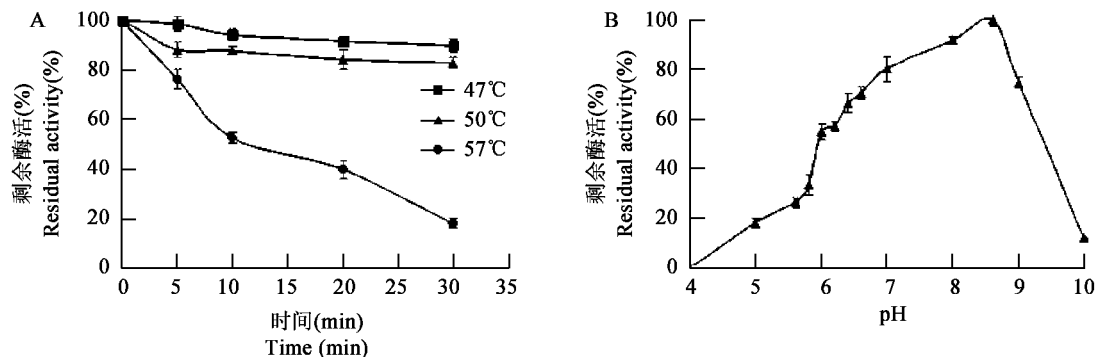 A
剩余酶活(%)
Residual activity(%)
100
80
60
40
20
0
47℃
50℃
57℃
0 5 10 15 20 25 30 35
时间(min)
Time (min)
B
剩余酶活(%)
Residual activity(%)
100
80
60
40
20
0
4 5 6 7 8 9 10
pH